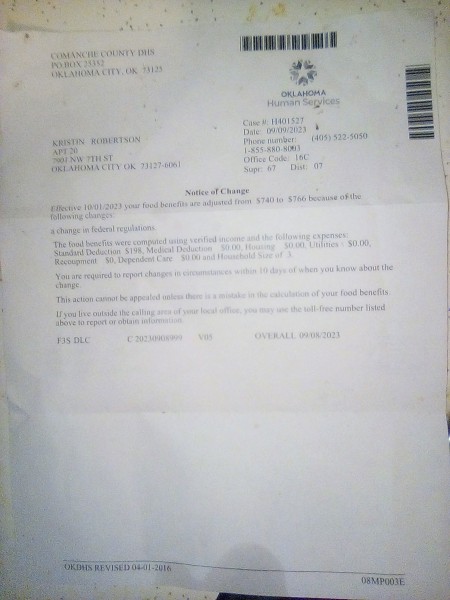 COMANCHE COUNTY DHS
PO BOX 25352
OKLAHOMA CITY, OK 73125
OKLAHOMA
Human Services
Case #: H401527
Date: 09/09/2023
Phone number: (405) 522-5050
1-855-880-8003
Office Code: 16C
Supr: 67 Dist: 07
KRISTIN ROBERTSON
APT 20
7901 NW 7TH ST
OKLAHOMA CITY OK 73127-6061
Notice of Change
Effective 10/01/2023 your food benefits are adjusted from $740 to $766 because of the
following changes:
a change in federal regulations.
The food benefits were computed using verified income and the following expenses:
Standard Deduction $198, Medical Deduction $0.00, Housing $0.00, Utilities - $0.00,
Recoupment $0, Dependent Care $0.00 and Household Size of 3.
You are required to report changes in circumstances within 10 days of when you know about the
change.
This action cannot be appealed unless there is a mistake in the calculation of your food benefits.
If you live outside the calling area of your local office, you may use the toll-free number listed
above to report or obtain information.
FJS DLC C 20230908999 V05 OVERALL 09/08/2023
OKDHS REVISED 04-01-2016
08MP003E